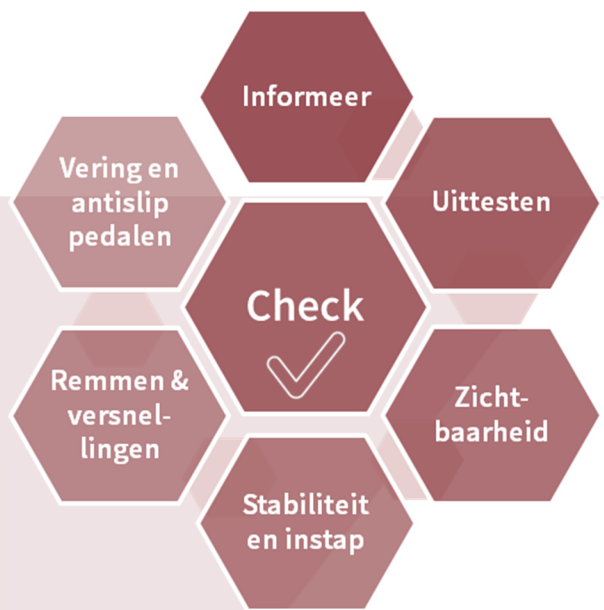 Informeer
Uittesten
Zicht-
baarheid
Stabiliteit
en instap
Remmen &
versnel-
lingen
Vering en
antislip
pedalen
Check